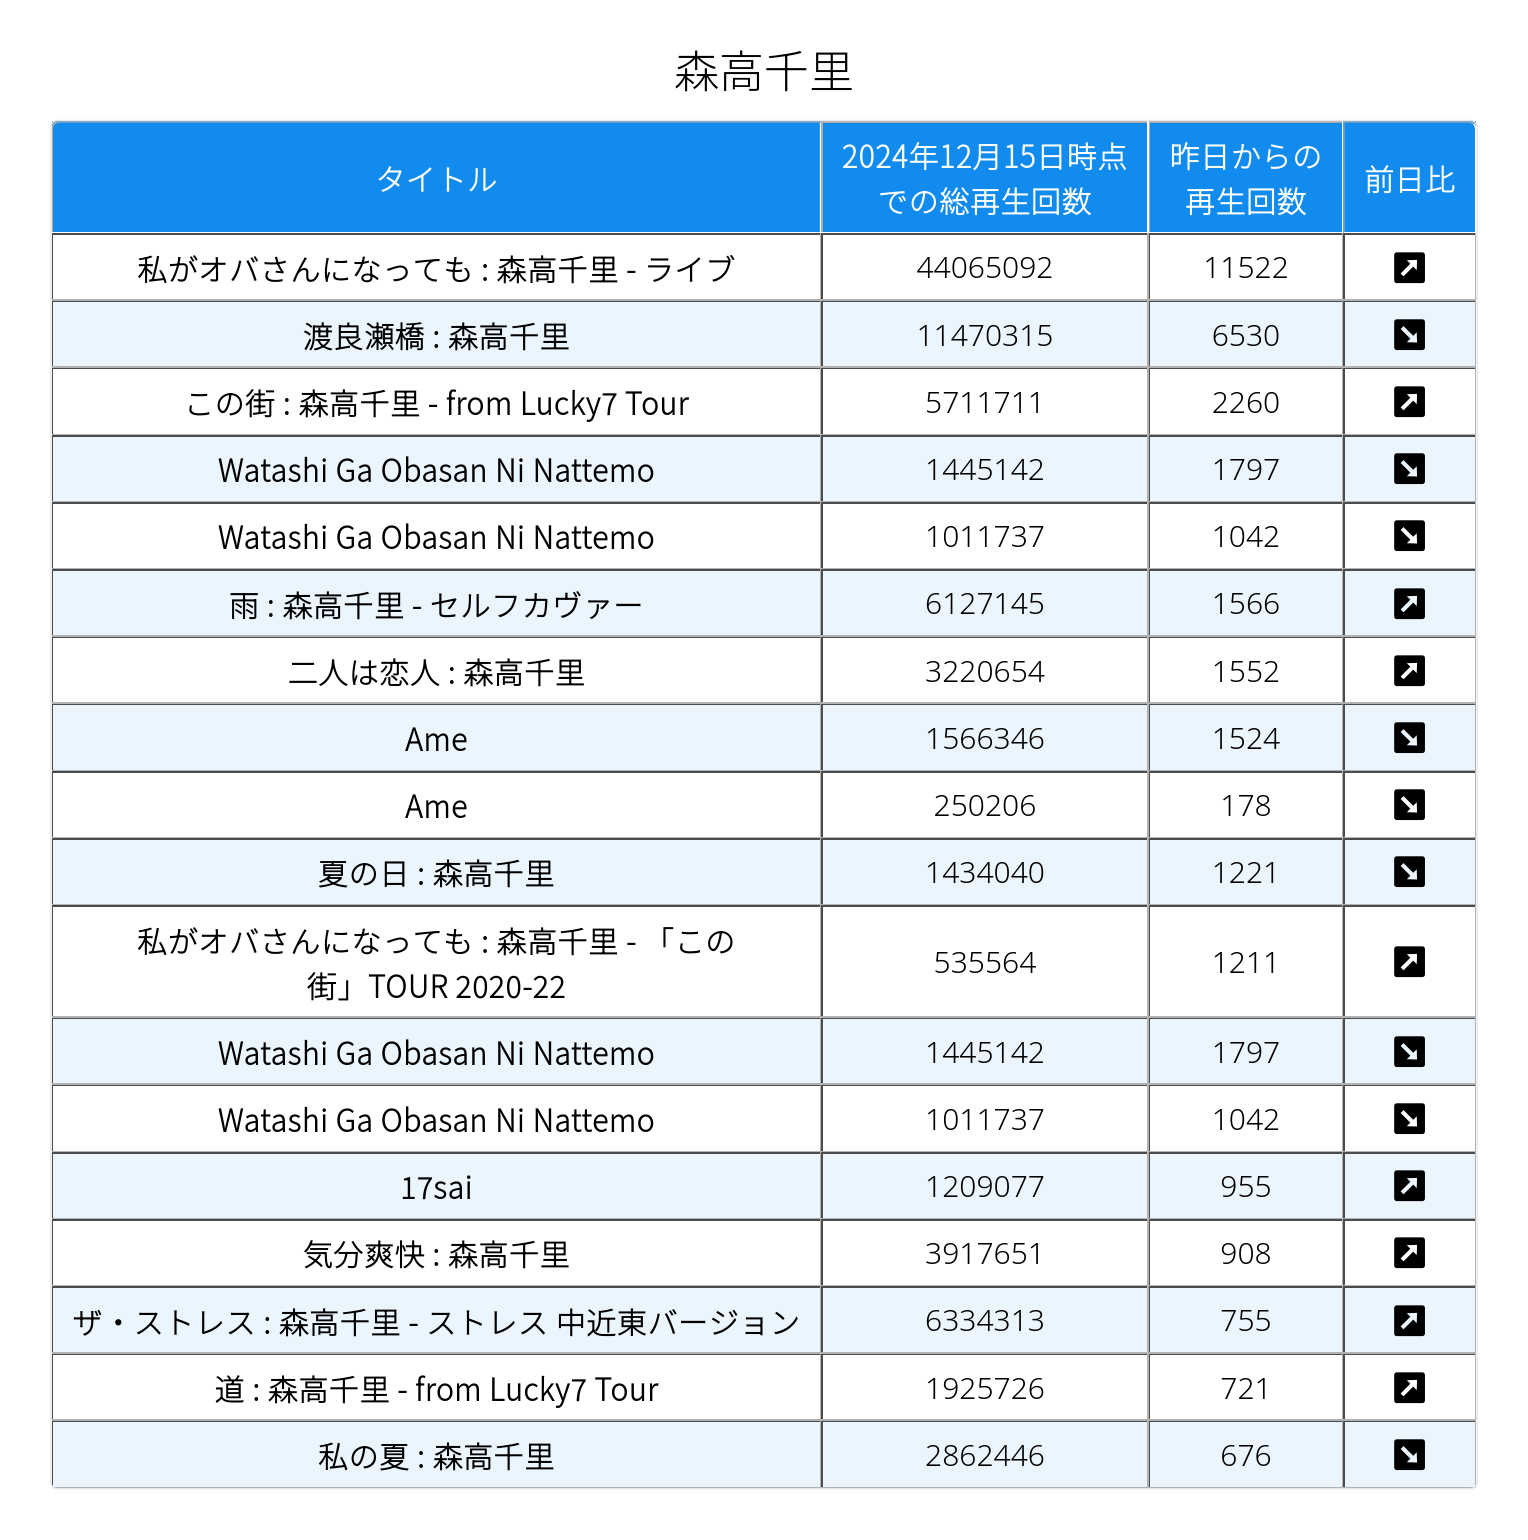 森高千里
タイトル 2024年12月15日時点での総再生回数 昨日からの再生回数 前日比
私がオバさんになっても : 森高千里 - ライブ 44065092 11522 ↗
渡良瀬橋 : 森高千里 11470315 6530 ↘
この街 : 森高千里 - from Lucky7 Tour 5711711 2260 ↗
Watashi Ga Obasan Ni Nattemo 1445142 1797 ↘
Watashi Ga Obasan Ni Nattemo 1011737 1042 ↘
雨 : 森高千里 - セルフカヴァー 6127145 1566 ↗
二人は恋人 : 森高千里 3220654 1552 ↗
Ame 1566346 1524 ↘
Ame 250206 178 ↘
夏の日 : 森高千里 1434040 1221 ↘
私がオバさんになっても : 森高千里 - 「この街」TOUR 2020-22 535564 1211 ↗
Watashi Ga Obasan Ni Nattemo 1445142 1797 ↘
Watashi Ga Obasan Ni Nattemo 1011737 1042 ↘
17sai 1209077 955 ↗
気分爽快 : 森高千里 3917651 908 ↗
ザ・ストレス : 森高千里 - ストレス 中近東バージョン 6334313 755 ↗
道 : 森高千里 - from Lucky7 Tour 1925726 721 ↗
私の夏 : 森高千里 2862446 676 ↘